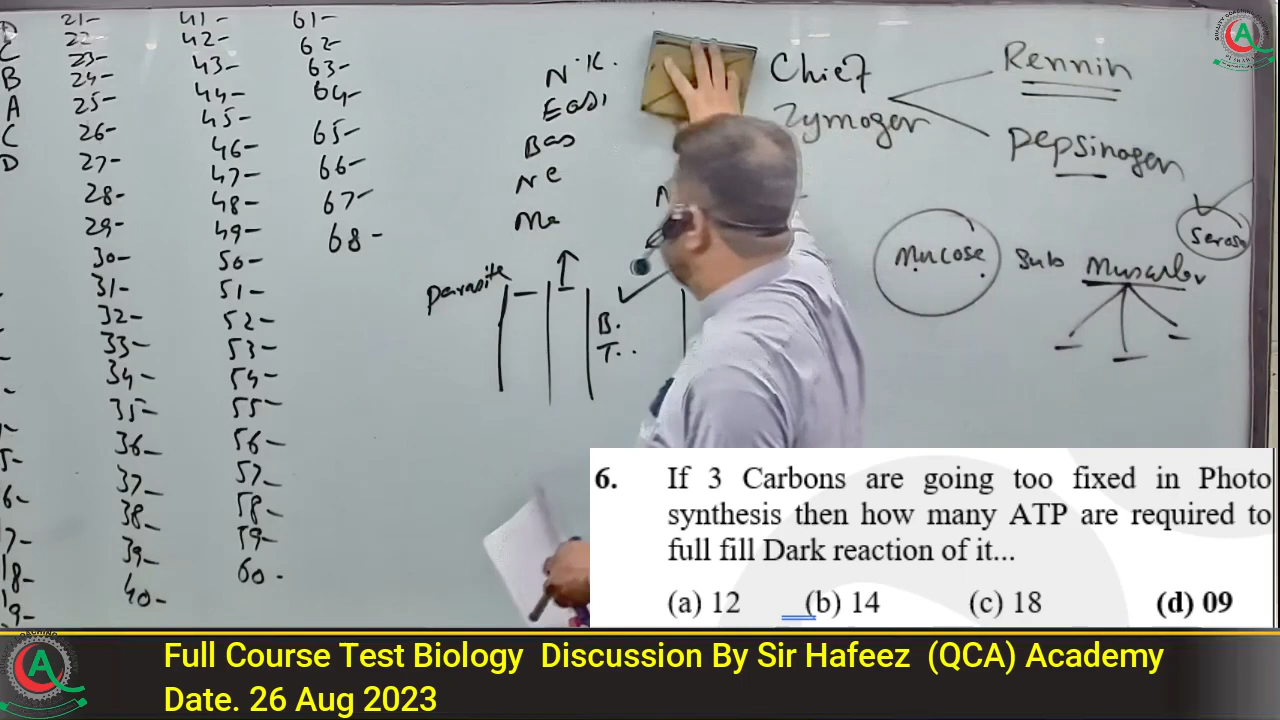 D
C
B
A
C
D
21-
22-
23-
24-
25-
26-
27-
28-
29-
30-
31-
32-
33-
34-
35-
36-
37-
38-
39-
40-
41-
42-
43-
44-
45-
46-
47-
48-
49-
50-
51-
52-
53-
54-
55-
56-
57-
58-
59-
60-
61-
62-
63-
64-
65-
66-
67-
68-
5-
6-
7-
18-
19-
N.K.
Bas
Ne
parasite
B.
T..
Chief
Zymogen
Rennin
Pepsinogen
Serosa
Mucose Sub
6. If 3 Carbons are going too fixed in Photo
synthesis then how many ATP are required to
full fill Dark reaction of it...
(a) 12 (b) 14 (c) 18 (d) 09
Full Course Test Biology Discussion By Sir Hafeez (QCA) Academy
Date. 26 Aug 2023